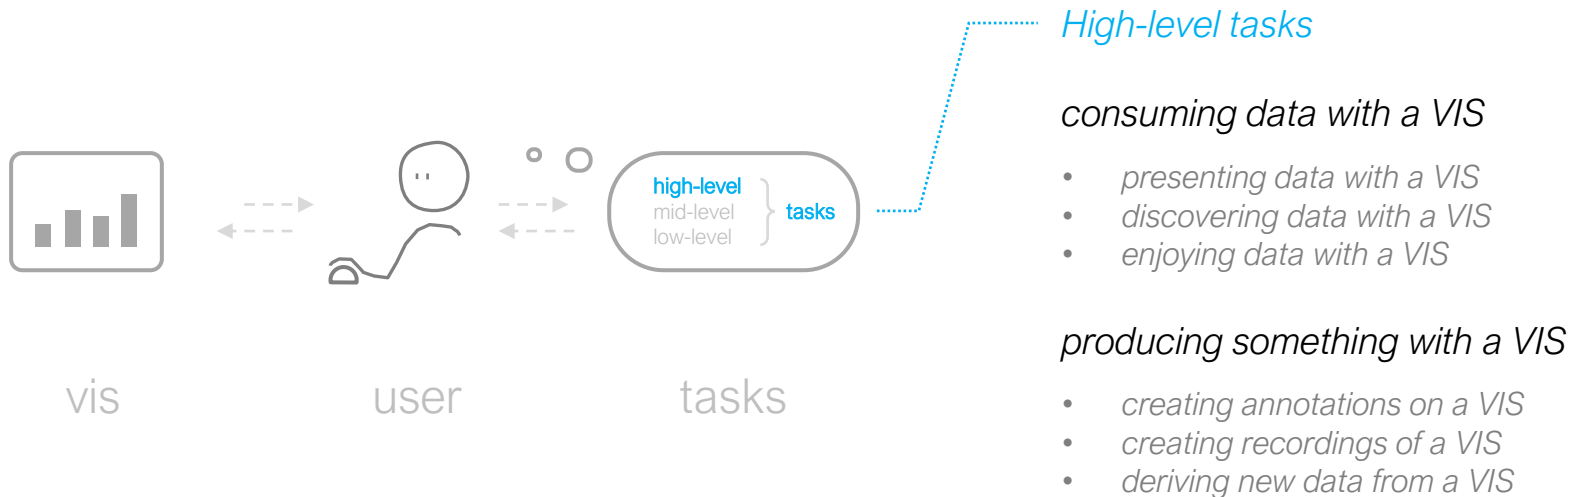 High-level tasks
consuming data with a VIS
• presenting data with a VIS
• discovering data with a VIS
• enjoying data with a VIS
high-level
mid-level
low-level
tasks
producing something with a VIS
• creating annotations on a VIS
• creating recordings of a VIS
• deriving new data from a VIS
vis
user
tasks